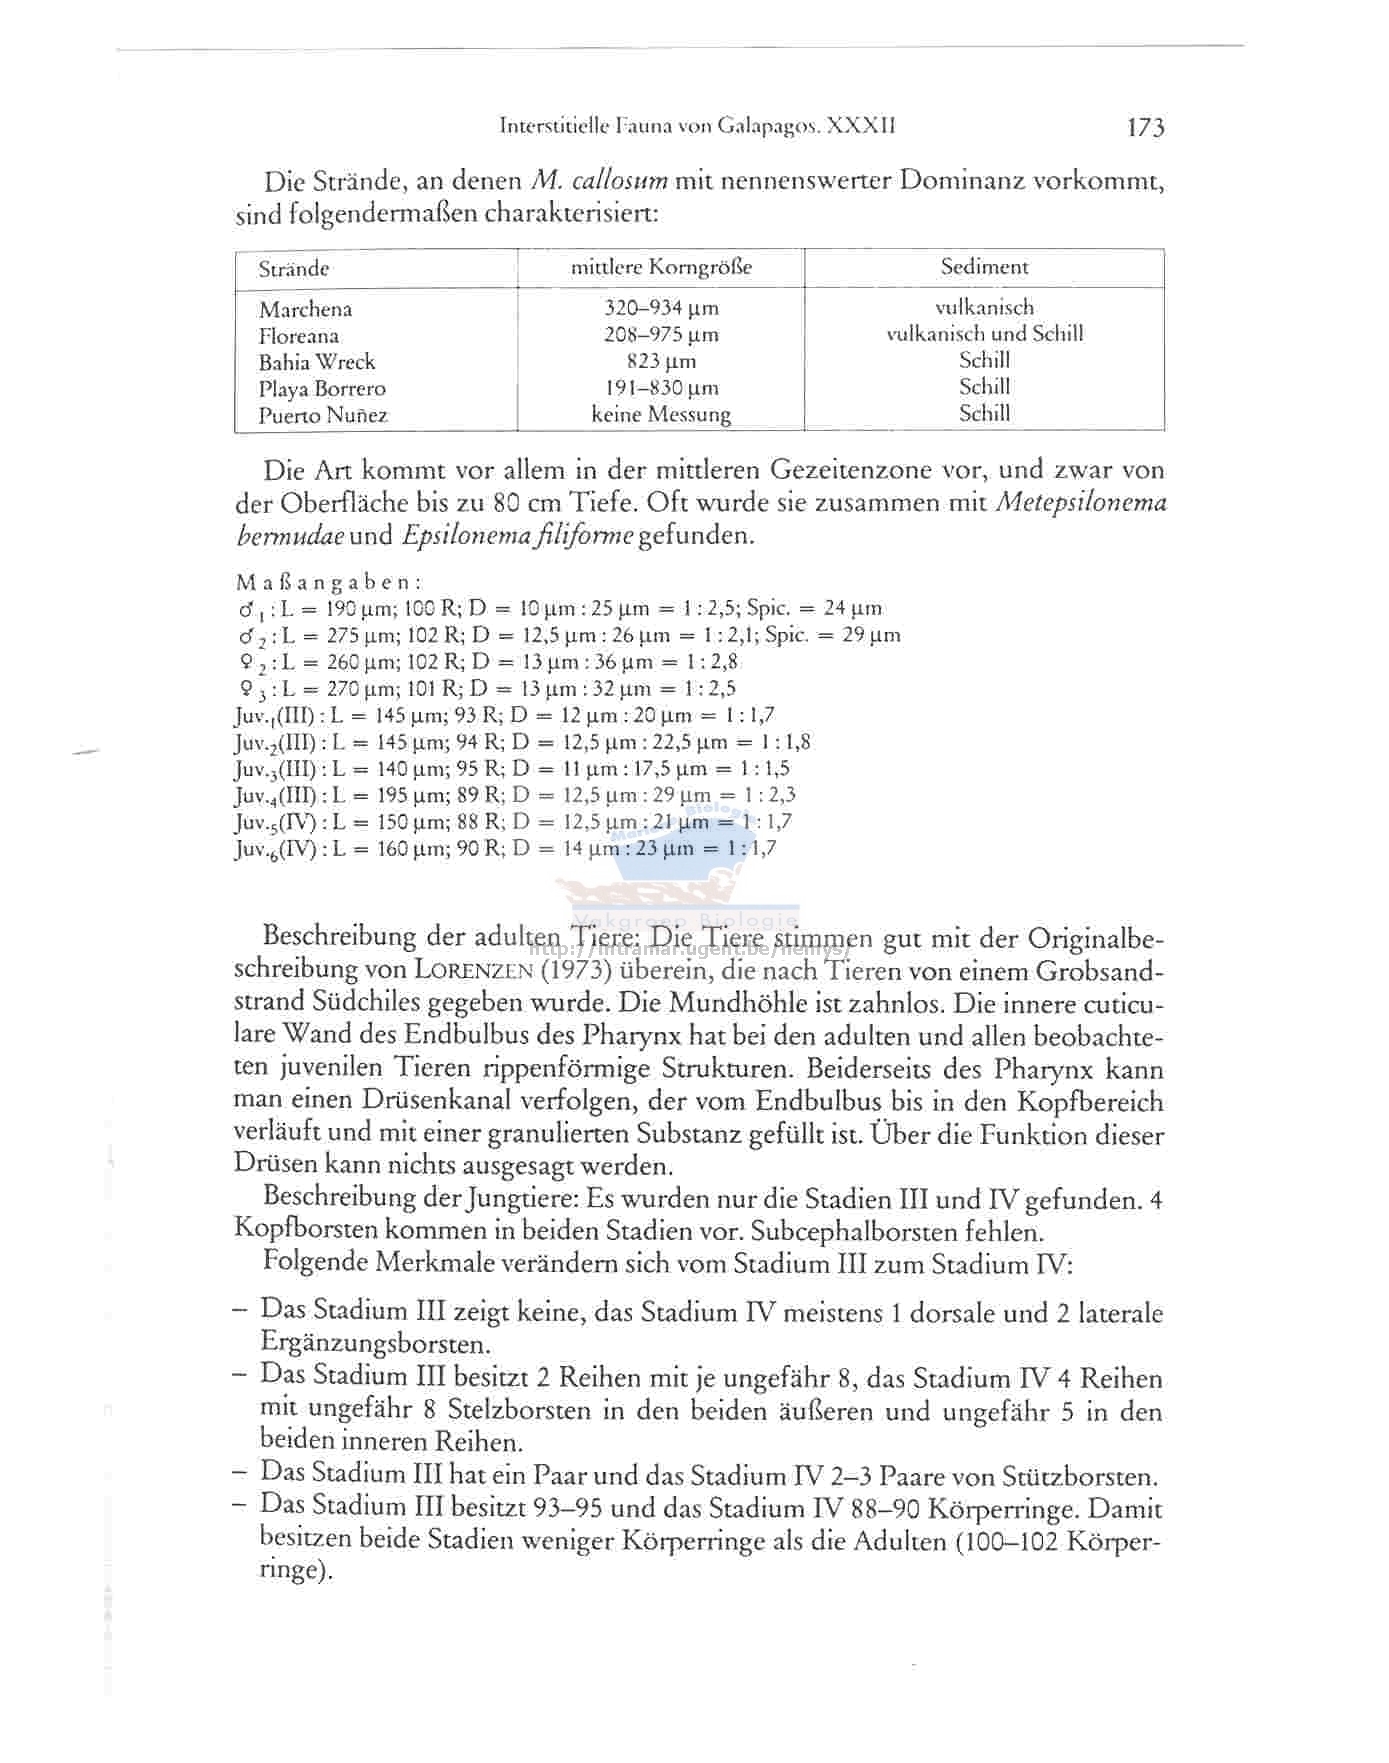 Interstitielle Fauna von Galapagos. XXXII 173
Die Strände, an denen M. callosum mit nennenswerter Dominanz vorkommt,
sind folgendermaßen charakterisiert:
Strände mittlere Korngröße Sediment
Marchena 320–934 µm vulkanisch
Floreana 208–975 µm vulkanisch und Schill
Bahia Wreck 823 µm Schill
Playa Borrero 191–830 µm Schill
Puerto Nuñez keine Messung Schill
Die Art kommt vor allem in der mittleren Gezeitenzone vor, und zwar von
der Oberfläche bis zu 80 cm Tiefe. Oft wurde sie zusammen mit Metepsilonema
bermudae und Epsilonema filiforme gefunden.
Maßangaben:
♂₁ : L = 190 µm; 100 R; D = 10 µm : 25 µm = 1 : 2,5; Spic. = 24 µm
♂₂ : L = 275 µm; 102 R; D = 12,5 µm : 26 µm = 1 : 2,1; Spic. = 29 µm
♀₂ : L = 260 µm; 102 R; D = 13 µm : 36 µm = 1 : 2,8
♀₃ : L = 270 µm; 101 R; D = 13 µm : 32 µm = 1 : 2,5
Juv.₁(III) : L = 145 µm; 93 R; D = 12 µm : 20 µm = 1 : 1,7
Juv.₂(III) : L = 145 µm; 94 R; D = 12,5 µm : 22,5 µm = 1 : 1,8
Juv.₃(III) : L = 140 µm; 95 R; D = 11 µm : 17,5 µm = 1 : 1,5
Juv.₄(III) : L = 195 µm; 89 R; D = 12,5 µm : 29 µm = 1 : 2,3
Juv.₅(IV) : L = 150 µm; 88 R; D = 12,5 µm : 21 µm = 1 : 1,7
Juv.₆(IV) : L = 160 µm; 90 R; D = 14 µm : 23 µm = 1 : 1,7
Vakgroep Biologie
http://intramar.ugent.be/nemys/
Beschreibung der adulten Tiere: Die Tiere stimmen gut mit der Originalbe-
schreibung von LORENZEN (1973) überein, die nach Tieren von einem Grobsand-
strand Südchiles gegeben wurde. Die Mundhöhle ist zahnlos. Die innere cuticu-
lare Wand des Endbulbus des Pharynx hat bei den adulten und allen beobachte-
ten juvenilen Tieren rippenförmige Strukturen. Beiderseits des Pharynx kann
man einen Drüsenkanal verfolgen, der vom Endbulbus bis in den Kopfbereich
verläuft und mit einer granulierten Substanz gefüllt ist. Über die Funktion dieser
Drüsen kann nichts ausgesagt werden.
Beschreibung der Jungtiere: Es wurden nur die Stadien III und IV gefunden. 4
Kopfborsten kommen in beiden Stadien vor. Subcephalborsten fehlen.
Folgende Merkmale verändern sich vom Stadium III zum Stadium IV:
– Das Stadium III zeigt keine, das Stadium IV meistens 1 dorsale und 2 laterale
Ergänzungsborsten.
– Das Stadium III besitzt 2 Reihen mit je ungefähr 8, das Stadium IV 4 Reihen
mit ungefähr 8 Stelzborsten in den beiden äußeren und ungefähr 5 in den
beiden inneren Reihen.
– Das Stadium III hat ein Paar und das Stadium IV 2–3 Paare von Stützborsten.
– Das Stadium III besitzt 93–95 und das Stadium IV 88–90 Körperringe. Damit
besitzen beide Stadien weniger Körperringe als die Adulten (100–102 Körper-
ringe).